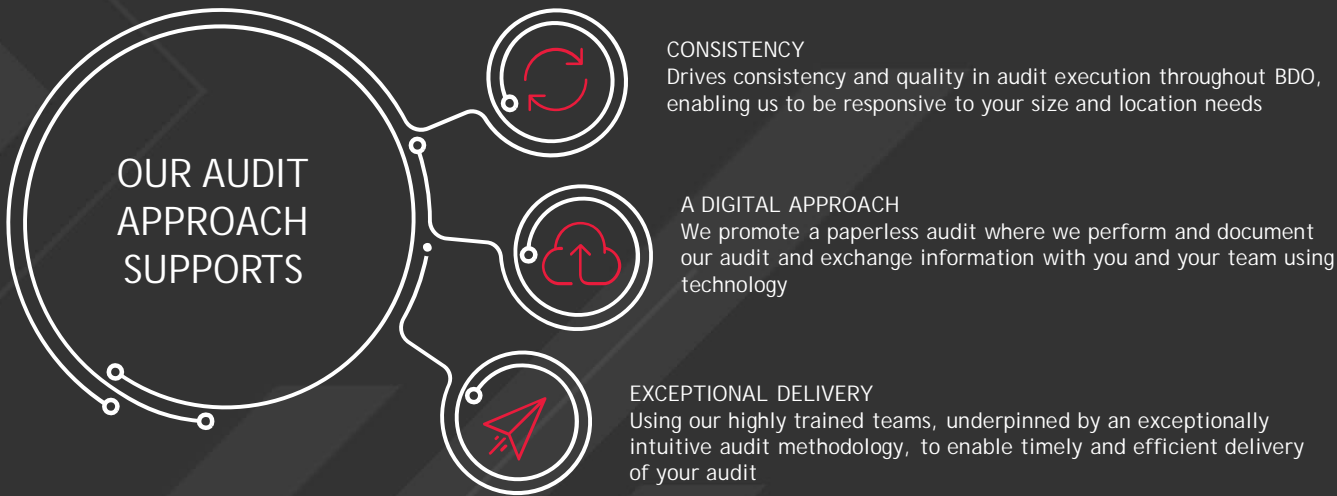 OUR AUDIT
APPROACH
SUPPORTS
CONSISTENCY
Drives consistency and quality in audit execution throughout BDO,
enabling us to be responsive to your size and location needs
A DIGITAL APPROACH
We promote a paperless audit where we perform and document
our audit and exchange information with you and your team using
technology
EXCEPTIONAL DELIVERY
Using our highly trained teams, underpinned by an exceptionally
intuitive audit methodology, to enable timely and efficient delivery
of your audit